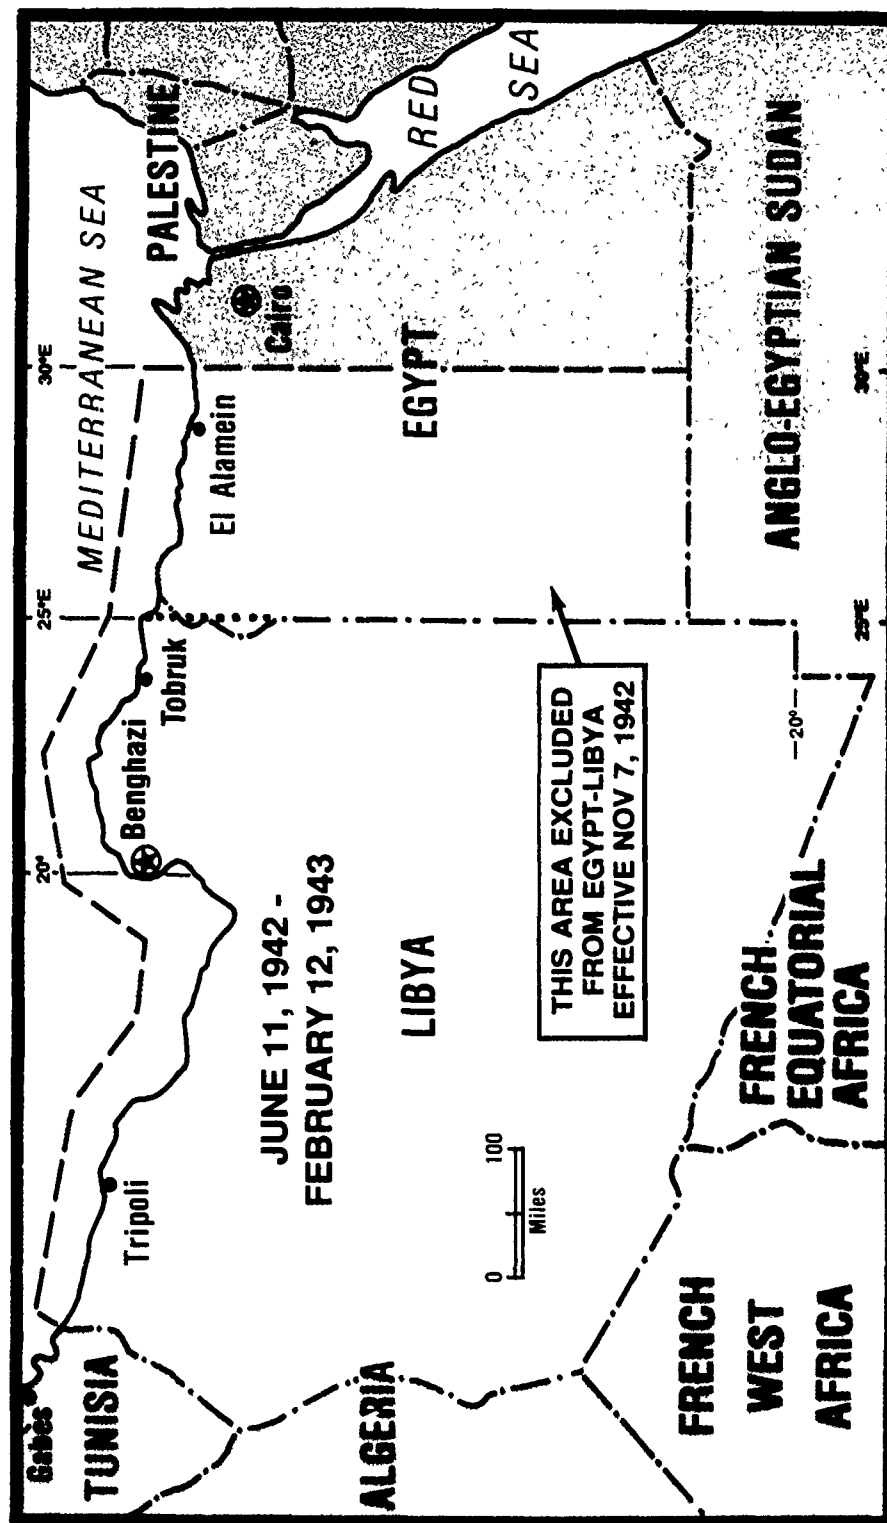 MEDITERRANEAN SEA
PALESTINE
RED
SEA
30°E
25°E
20°
Gabes
Tripoli
Benghazi
Tobruk
El Alamein
Cairo
TUNISIA
ALGERIA
JUNE 11, 1942 -
FEBRUARY 12, 1943
LIBYA
EGYPT
0
100
Miles
THIS AREA EXCLUDED
FROM EGYPT-LIBYA
EFFECTIVE NOV 7, 1942
20°
FRENCH
WEST
AFRICA
FRENCH
EQUATORIAL
AFRICA
ANGLO-EGYPTIAN SUDAN
25°E
30°E